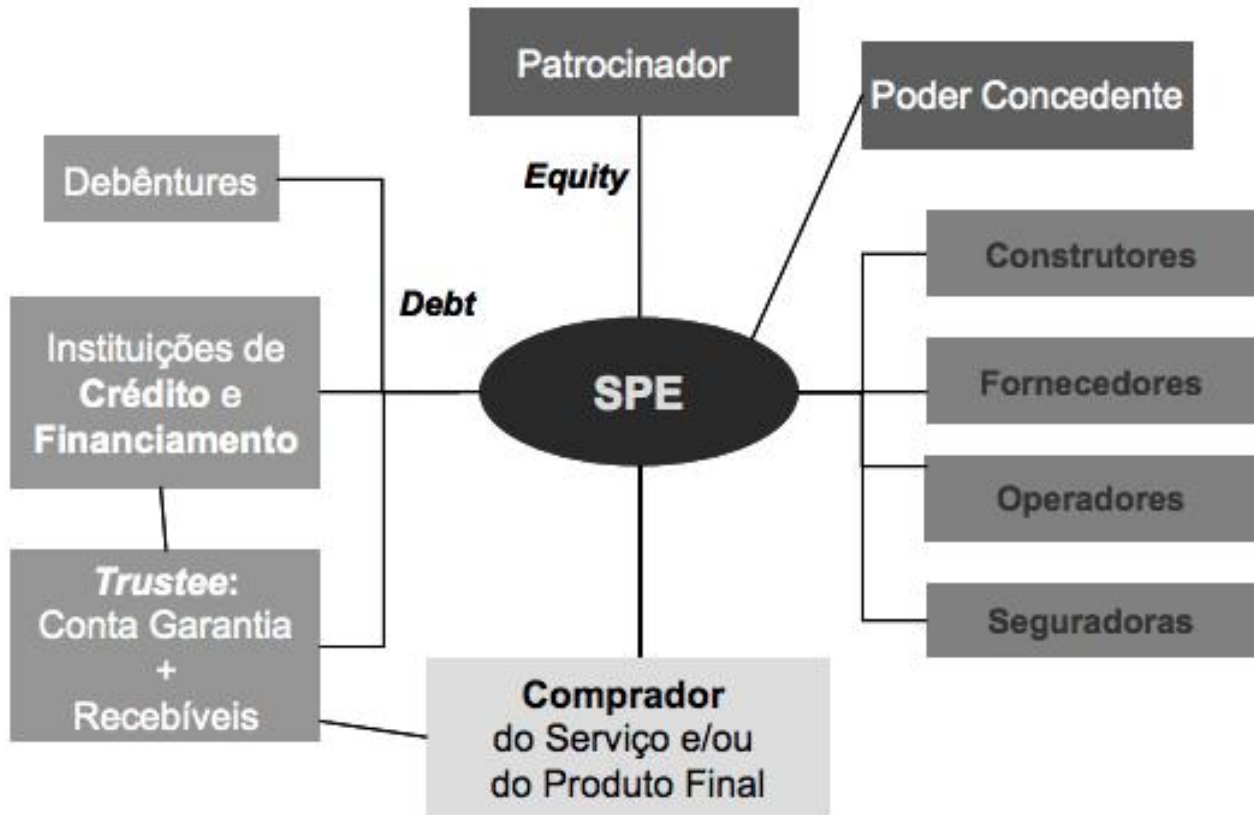 Patrocinador
Poder Concedente
Debêntures
Equity
Construtores
Debt
Instituições de
Crédito e
Financiamento
SPE
Fornecedores
Operadores
Trustee:
Conta Garantia
+
Recebíveis
Seguradoras
Comprador
do Serviço e/ou
do Produto Final